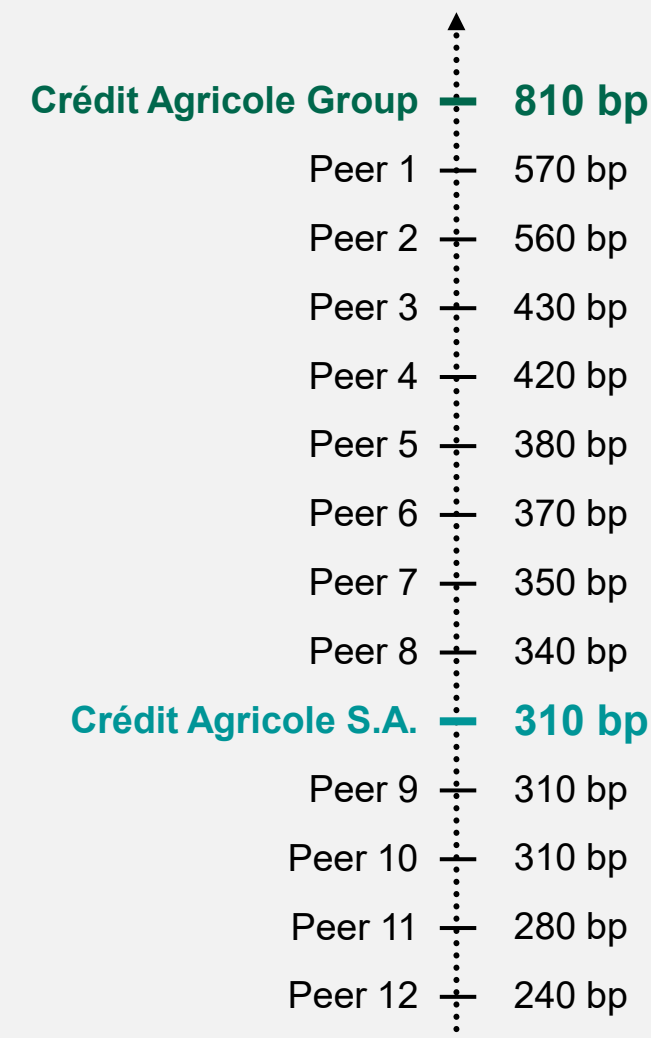 Crédit Agricole Group 810 bp
Peer 1 570 bp
Peer 2 560 bp
Peer 3 430 bp
Peer 4 420 bp
Peer 5 380 bp
Peer 6 370 bp
Peer 7 350 bp
Peer 8 340 bp
Crédit Agricole S.A. 310 bp
Peer 9 310 bp
Peer 10 310 bp
Peer 11 280 bp
Peer 12 240 bp